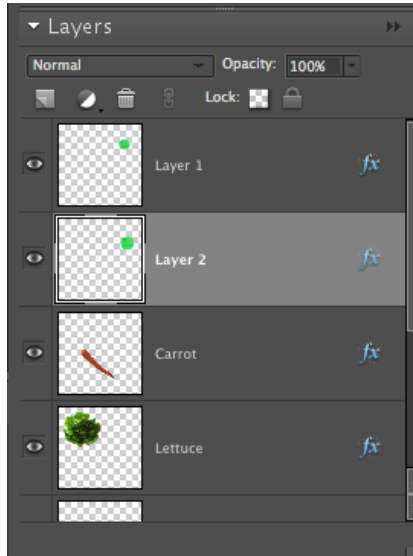 Layers
Normal Opacity: 100%
Lock:
Layer 1 fx
Layer 2 fx
Carrot fx
Lettuce fx